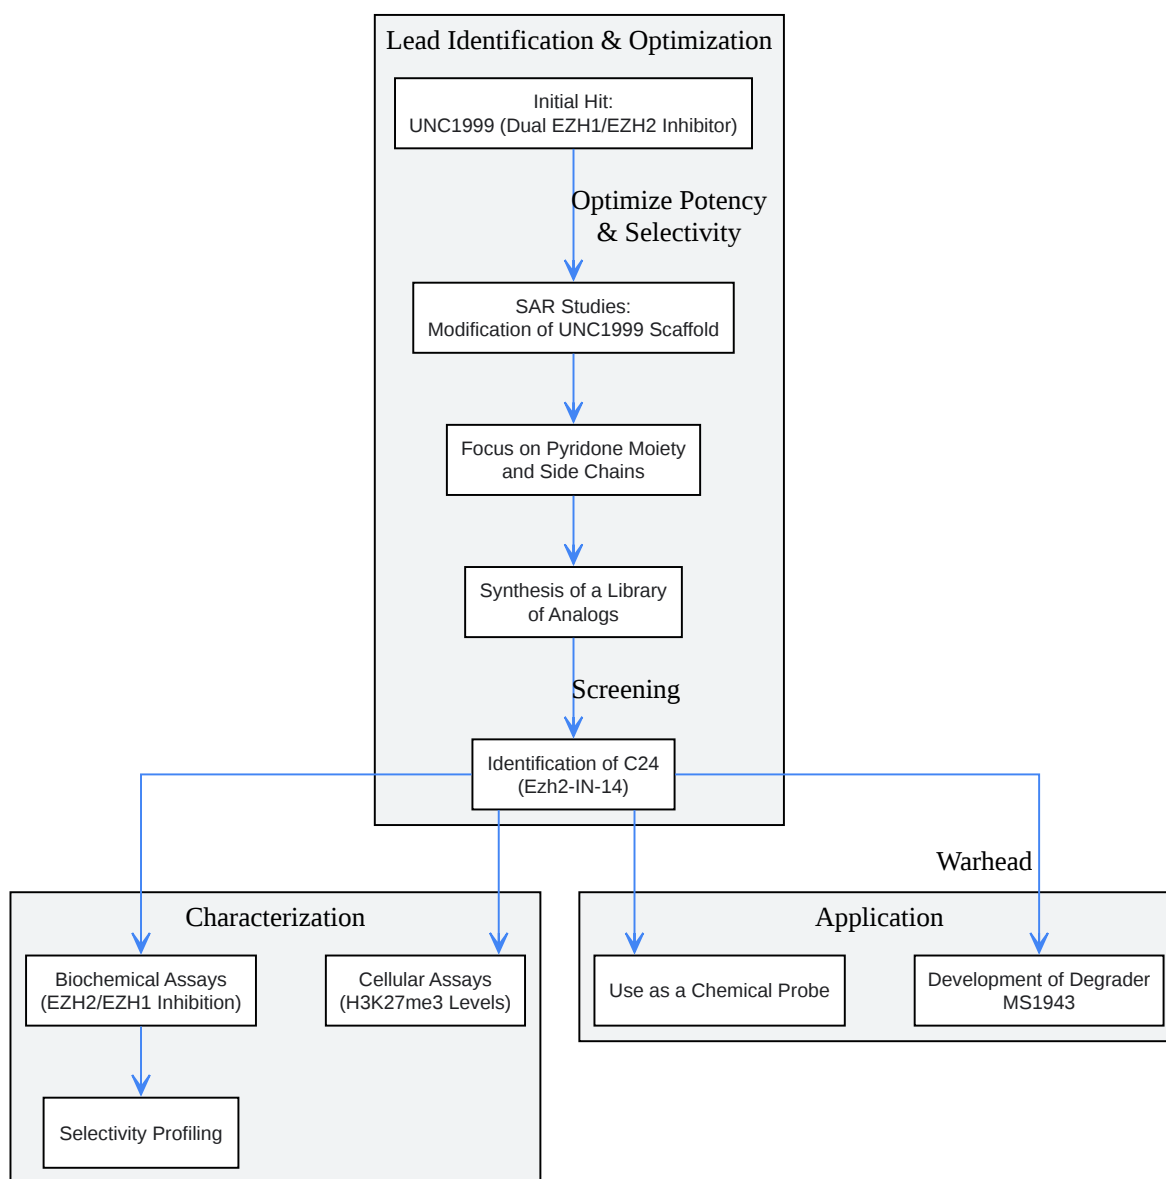 Lead Identification & Optimization
Initial Hit:
UNC1999 (Dual EZH1/EZH2 Inhibitor)
Optimize Potency
& Selectivity
SAR Studies:
Modification of UNC1999 Scaffold
Focus on Pyridone Moiety
and Side Chains
Synthesis of a Library
of Analogs
Screening
Identification of C24
(Ezh2-IN-14)
Warhead
Characterization
Biochemical Assays
(EZH2/EZH1 Inhibition)
Cellular Assays
(H3K27me3 Levels)
Selectivity Profiling
Application
Use as a Chemical Probe
Development of Degrader
MS1943